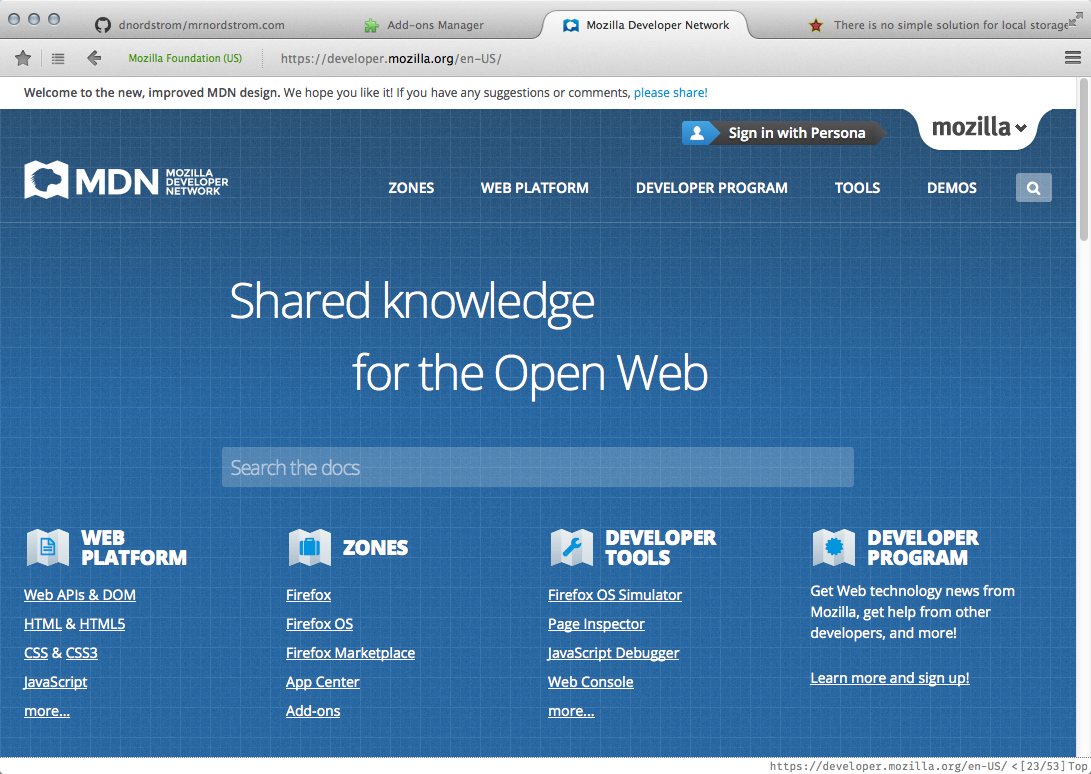 dnordstrom/mrnordstrom.com
Add-ons Manager
Mozilla Developer Network
There is no simple solution for local storage
Mozilla Foundation (US)
https://developer.mozilla.org/en-US/
Welcome to the new, improved MDN design. We hope you like it! If you have any suggestions or comments, please share!
Sign in with Persona
mozilla
MDN MOZILLA
DEVELOPER
NETWORK
ZONES
WEB PLATFORM
DEVELOPER PROGRAM
TOOLS
DEMOS
Shared knowledge
for the Open Web
Search the docs
WEB
PLATFORM
Web APIs & DOM
HTML & HTML5
CSS & CSS3
JavaScript
more...
ZONES
Firefox
Firefox OS
Firefox Marketplace
App Center
Add-ons
DEVELOPER
TOOLS
Firefox OS Simulator
Page Inspector
JavaScript Debugger
Web Console
more...
DEVELOPER
PROGRAM
Get Web technology news from
Mozilla, get help from other
developers, and more!
Learn more and sign up!
https://developer.mozilla.org/en-US/ <[23/53] Top